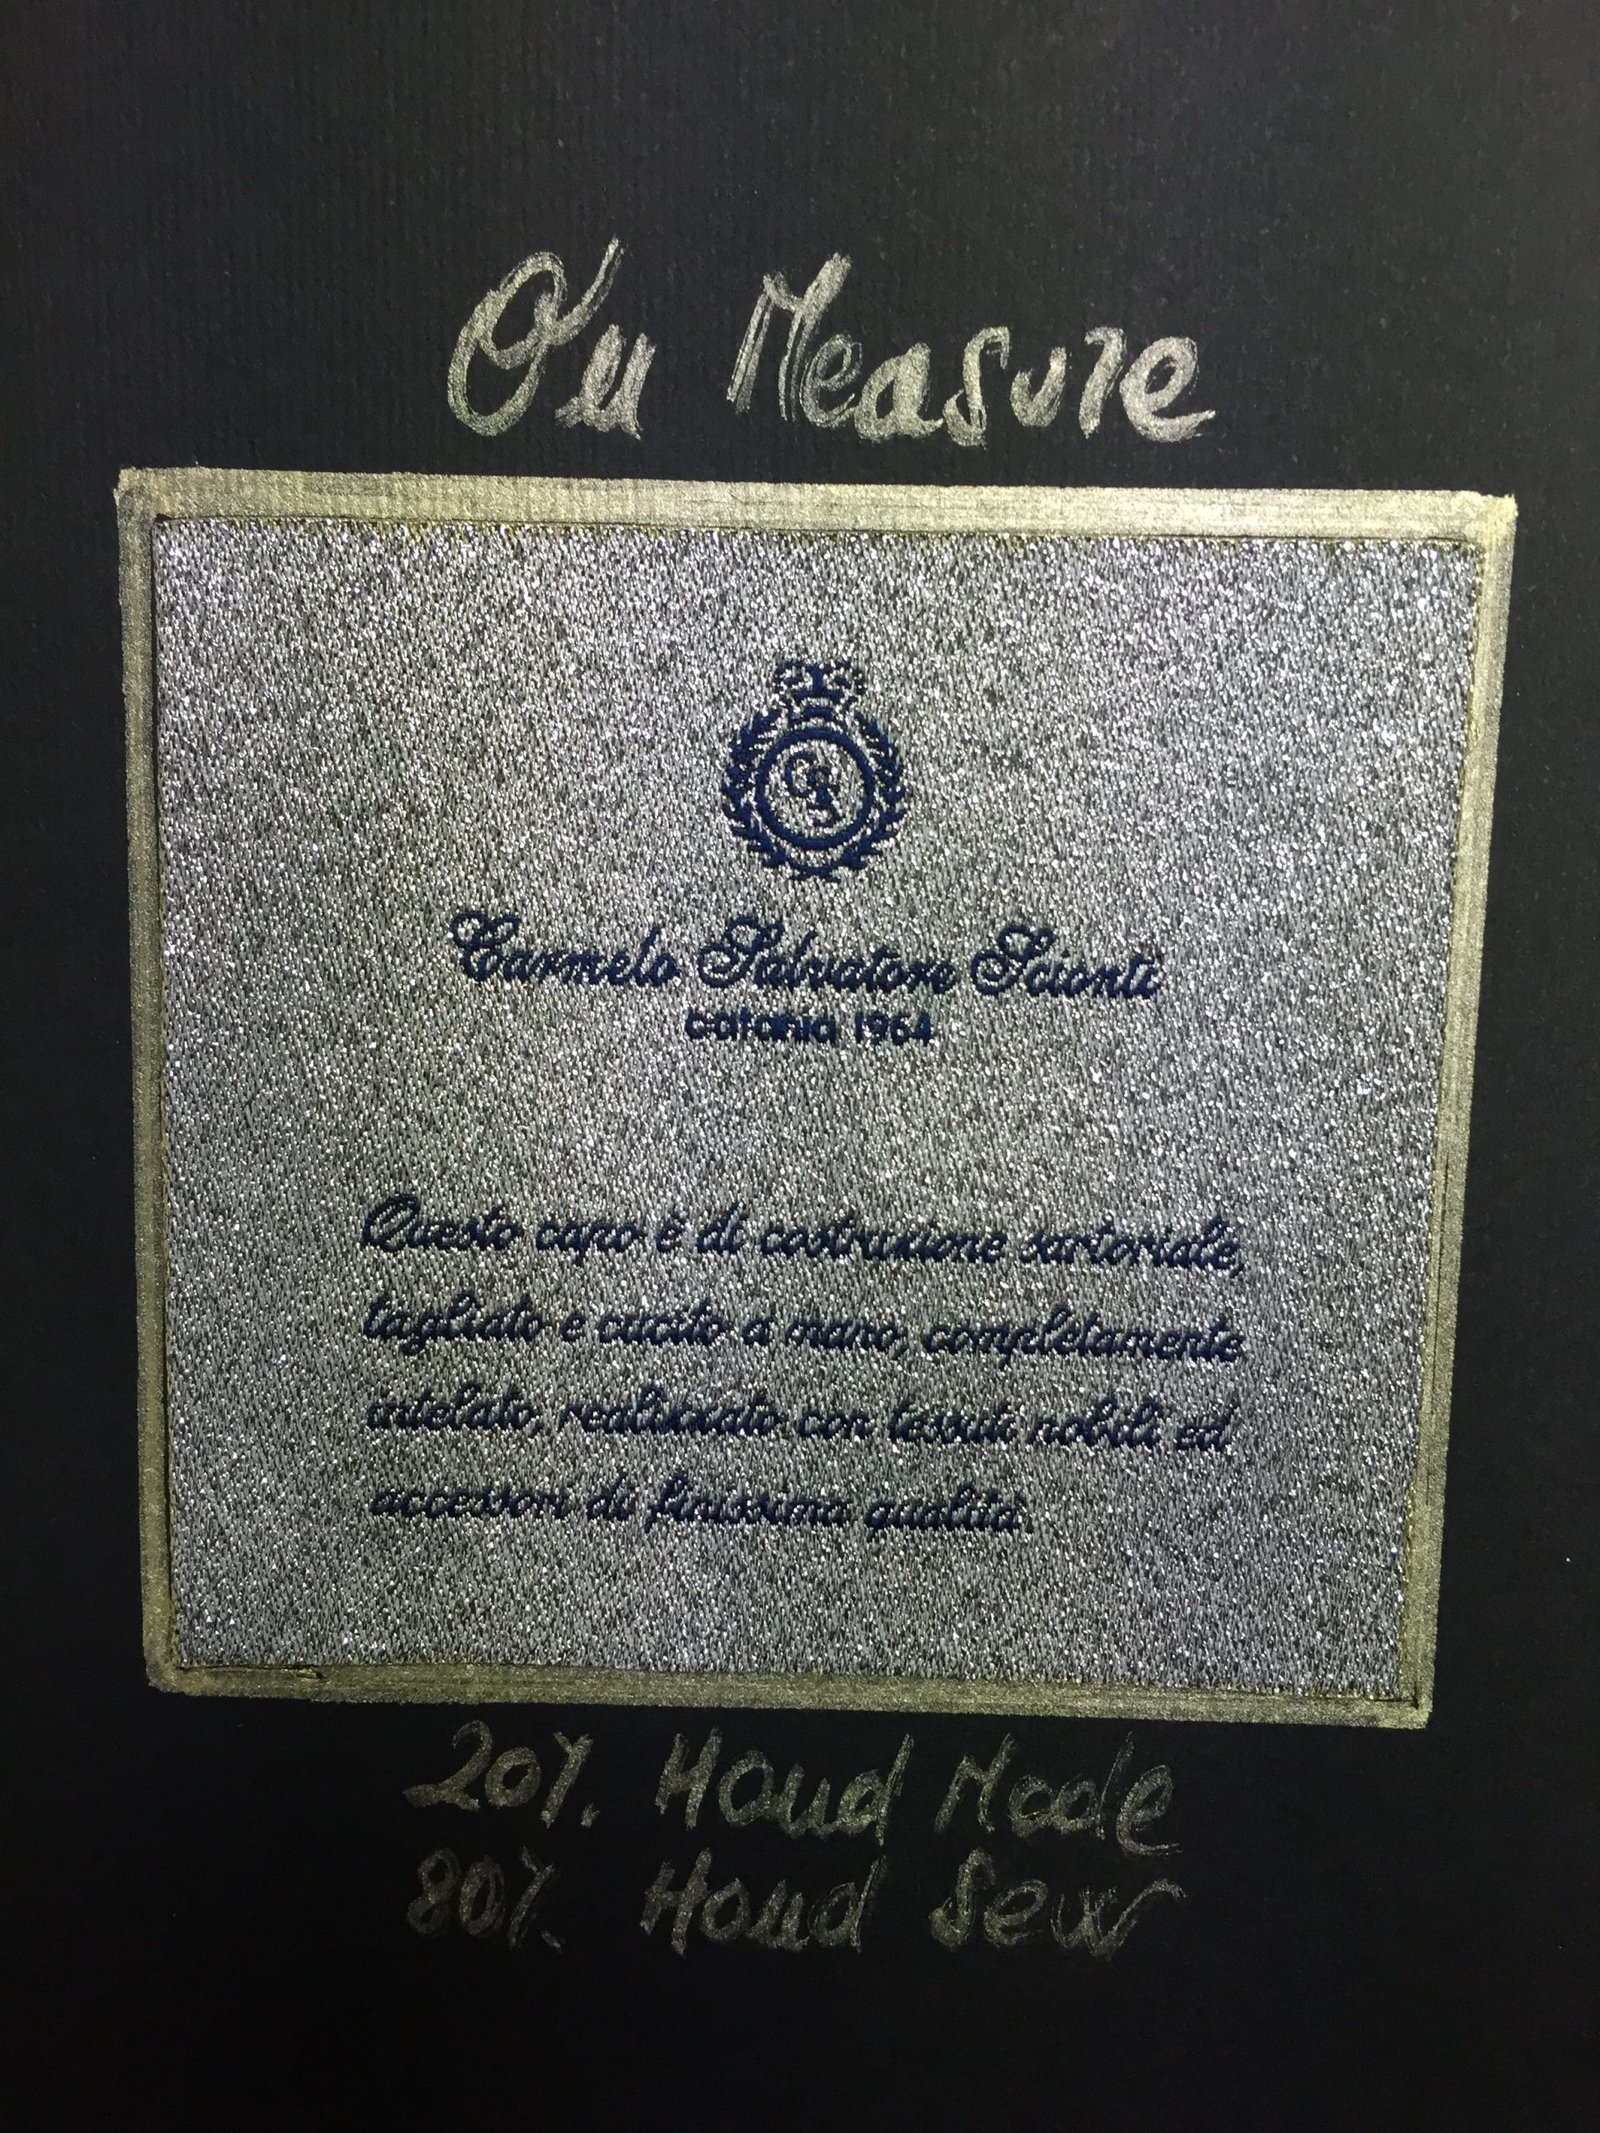 On Measure
CSS
Carmelo Salvatore Scionti
catania 1964
Questo capo è di costruzione sartoriale,
tagliato e cucito a mano, completamente
intelato, realizzato con tessuti nobili ed
accessori di finissima qualità.
20% Hand Made
80% Hand Sew